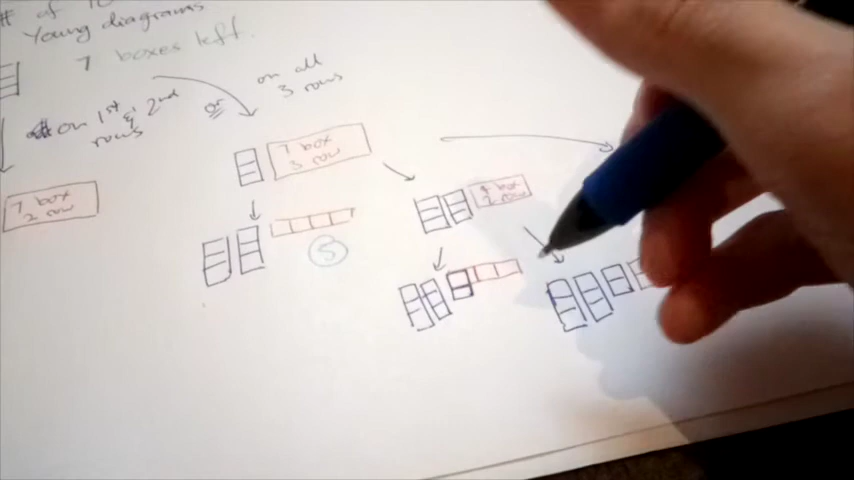 # of 10
Young diagrams
7 boxes left.
on 1st & 2nd
rows
or
on all
3 rows
7 box
2 row
7 box
3 row
4 box
2 row
5